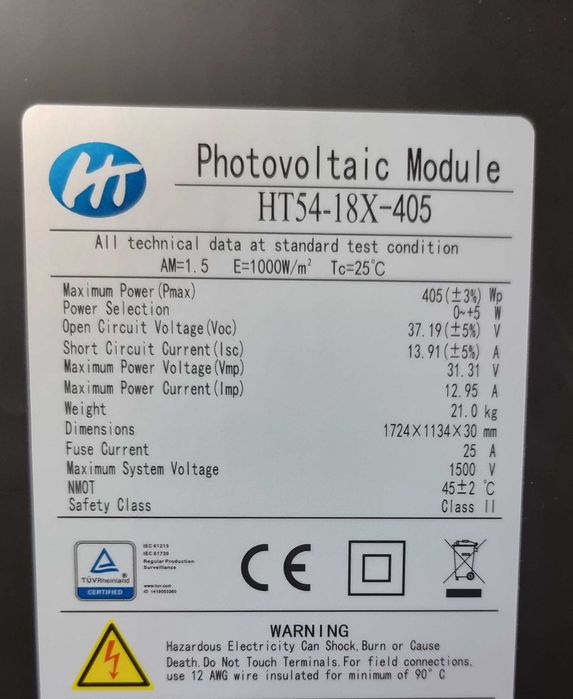 HT
Photovoltaic Module
HT54-18X-405
All technical data at standard test condition
AM=1.5 E=1000W/m² Tc=25℃
Maximum Power(Pmax) 405(±3%) Wp
Power Selection 0~+5 W
Open Circuit Voltage(Voc) 37.19(±5%) V
Short Circuit Current(Isc) 13.91(±5%) A
Maximum Power Voltage(Vmp) 31.31 V
Maximum Power Current(Imp) 12.95 A
Weight 21.0 kg
Dimensions 1724×1134×30 mm
Fuse Current 25 A
Maximum System Voltage 1500 V
NMOT 45±2 ℃
Safety Class Class II
TÜVRheinland®
CERTIFIED
IEC 61215
IEC 61730
Regular Production
Surveillance
www.tuv.com
ID 1419053360
CE
WARNING
Hazardous Electricity Can Shock, Burn or Cause
Death. Do Not Touch Terminals. For field connections,
use 12 AWG wire insulated for minimum of 90° C